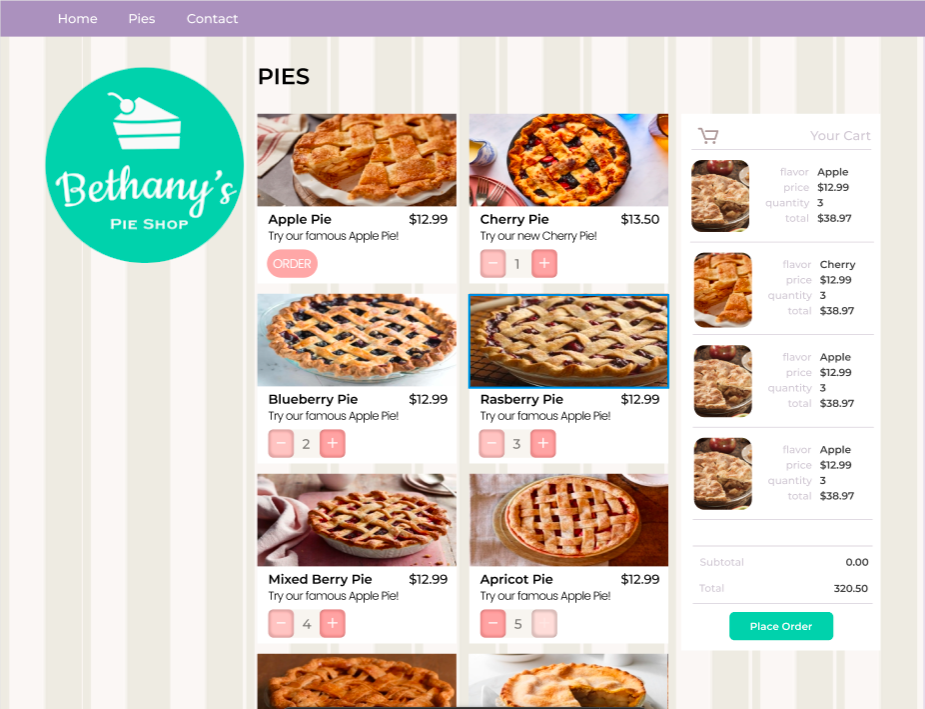 Home Pies Contact
Bethany's
PIE SHOP
PIES
Apple Pie $12.99
Try our famous Apple Pie!
ORDER
Cherry Pie $13.50
Try our new Cherry Pie!
− 1 +
Blueberry Pie $12.99
Try our famous Apple Pie!
− 2 +
Rasberry Pie $12.99
Try our famous Apple Pie!
− 3 +
Mixed Berry Pie $12.99
Try our famous Apple Pie!
− 4 +
Apricot Pie $12.99
Try our famous Apple Pie!
− 5
Your Cart
flavor Apple
price $12.99
quantity 3
total $38.97
flavor Cherry
price $12.99
quantity 3
total $38.97
flavor Apple
price $12.99
quantity 3
total $38.97
flavor Apple
price $12.99
quantity 3
total $38.97
Subtotal 0.00
Total 320.50
Place Order